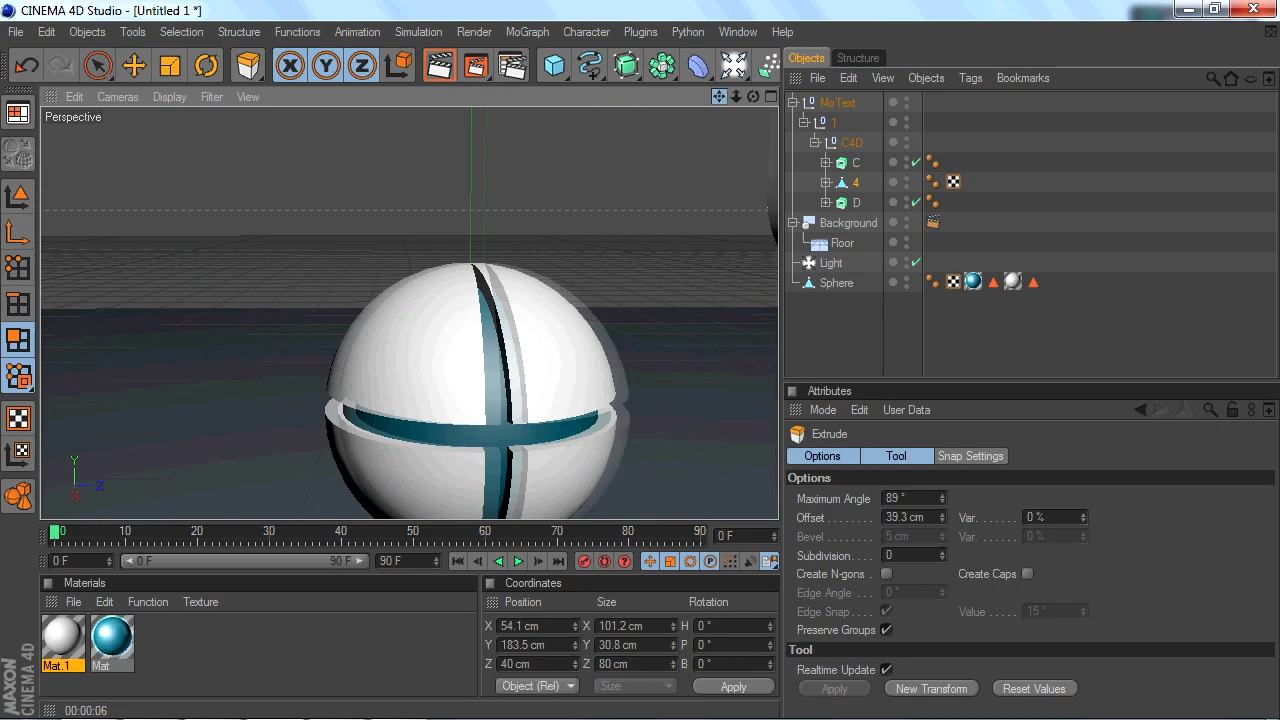 CINEMA 4D Studio - [Untitled 1 *]
File Edit Objects Tools Selection Structure Functions Animation Simulation Render MoGraph Character Plugins Python Window Help
Objects Structure
File Edit View Objects Tags Bookmarks
Edit Cameras Display Filter View
Perspective
MoText
1
C4D
C
4
D
Background
Floor
Light
Sphere
Attributes
Mode Edit User Data
Extrude
Options Tool Snap Settings
Options
Maximum Angle 89 °
Offset 39.3 cm Var. 0 %
Bevel 5 cm Var. 0 %
Subdivision 0
Create N-gons Create Caps
Edge Angle 0 °
Edge Snap Value 15 °
Preserve Groups
Tool
Realtime Update
Apply New Transform Reset Values
Y
Z
X
0 10 20 30 40 50 60 70 80 90 0 F
0 F 0 F 90 F 90 F
Materials
File Edit Function Texture
Mat.1 Mat
Coordinates
Position Size Rotation
X 54.1 cm X 101.2 cm H 0 °
Y 183.5 cm Y 30.8 cm P 0 °
Z 40 cm Z 80 cm B 0 °
Object (Rel) Size Apply
MAXON
CINEMA 4D
00:00:06